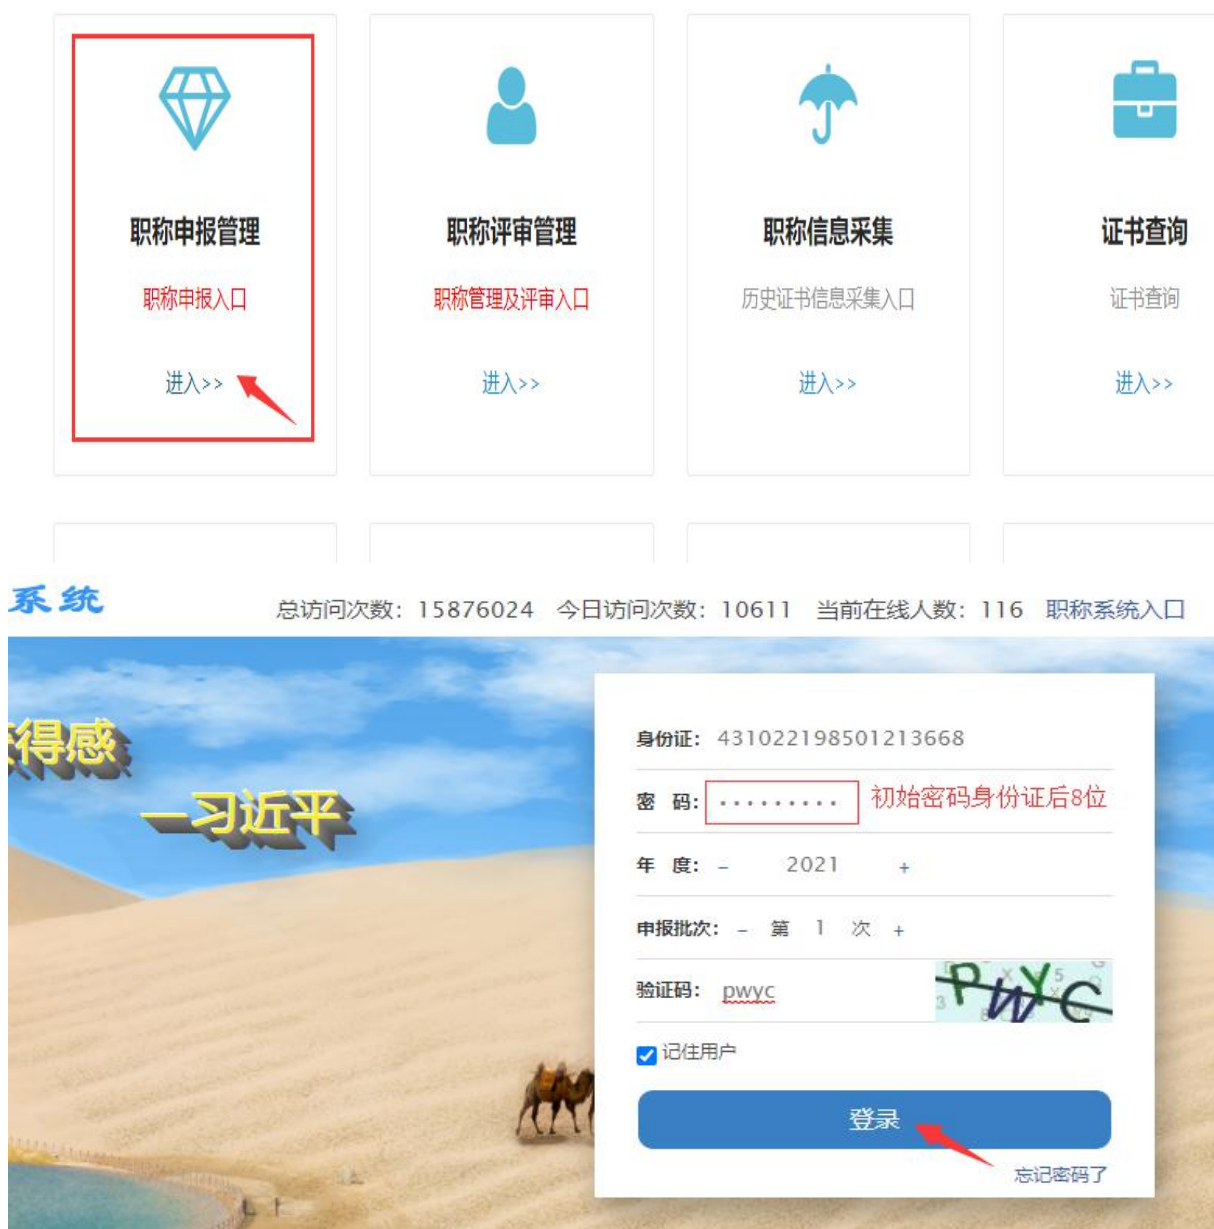 职称申报管理 职称评审管理 职称信息采集 证书查询
职称申报入口 职称管理及评审入口 历史证书信息采集入口 证书查询
进入>> 进入>> 进入>> 进入>>
系统 总访问次数：15876024 今日访问次数：10611 当前在线人数：116 职称系统入口
得感
—习近平
身份证： 431022198501213668
密 码： ········· 初始密码身份证后8位
年 度： - 2021 +
申报批次： - 第 1 次 +
验证码： pwyc PWYC
记住用户
登录
忘记密码了